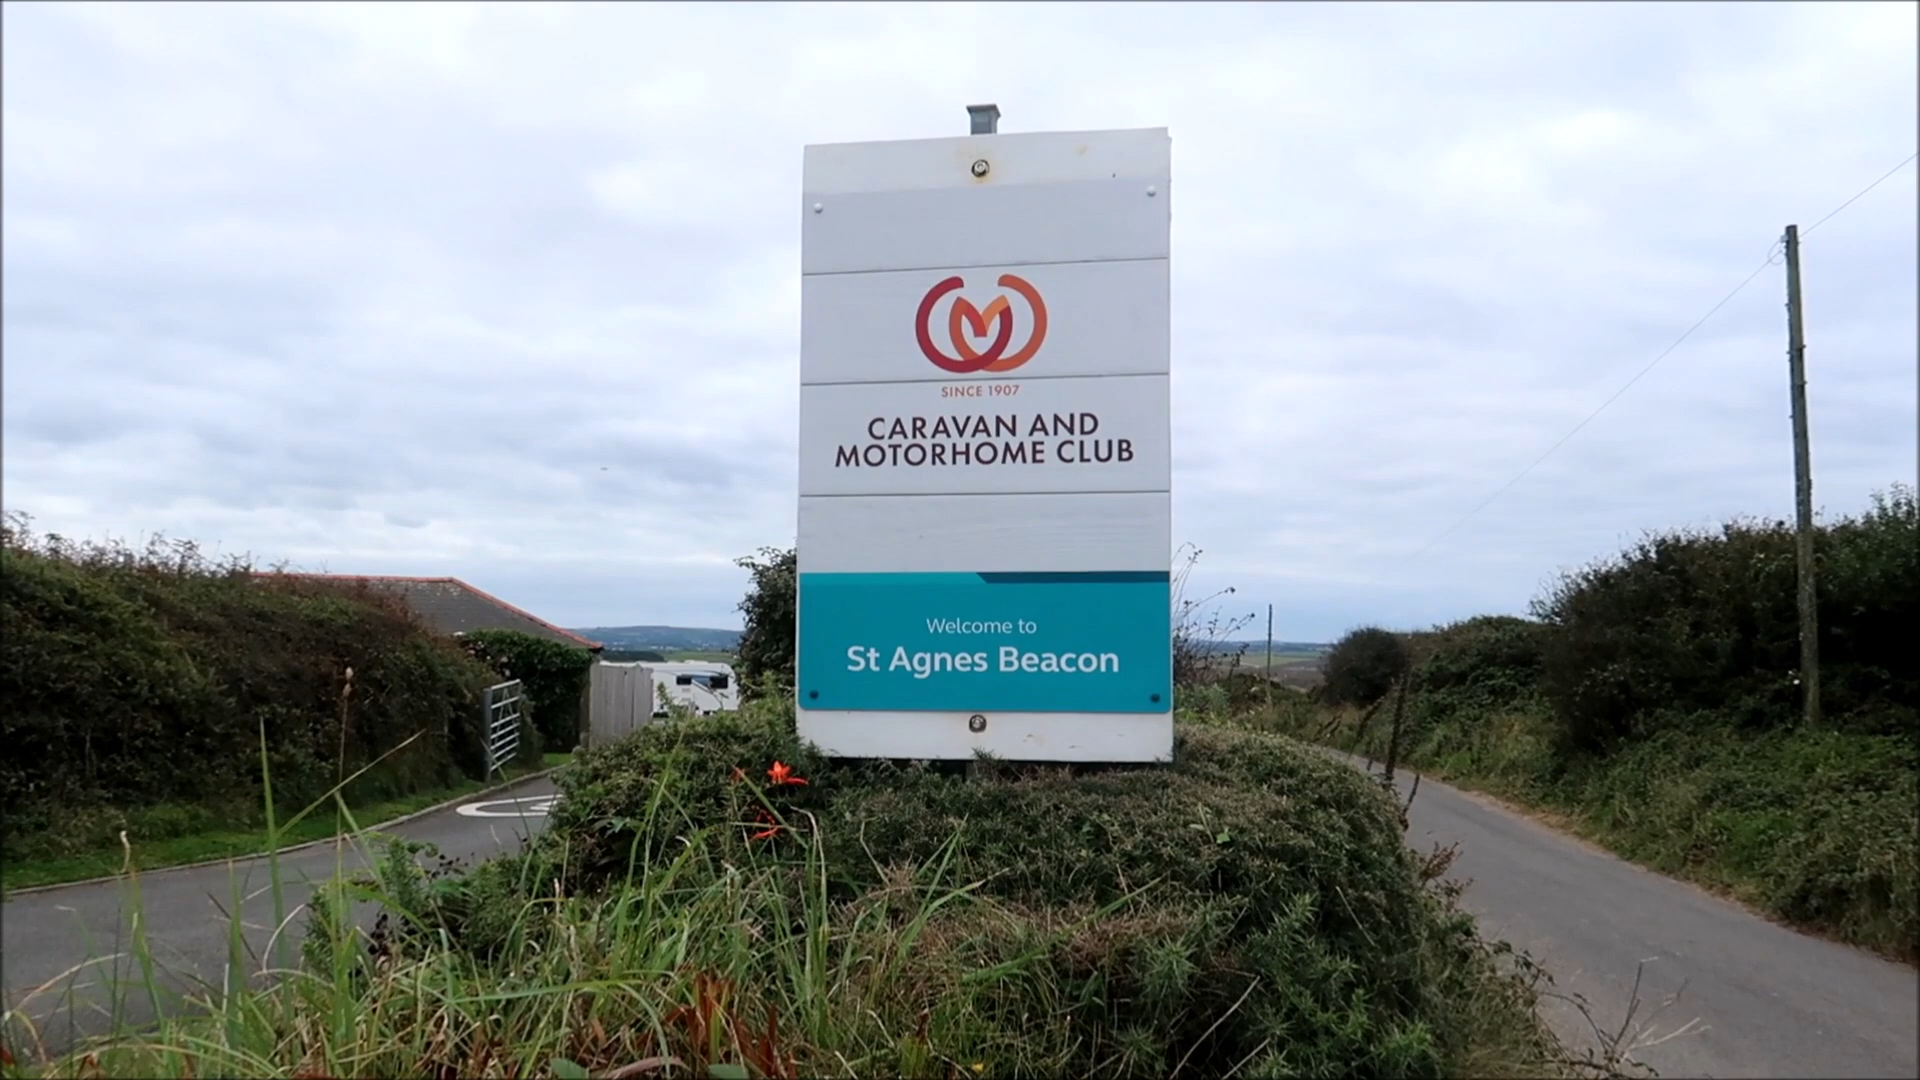 SINCE 1907
CARAVAN AND
MOTORHOME CLUB
Welcome to
St Agnes Beacon